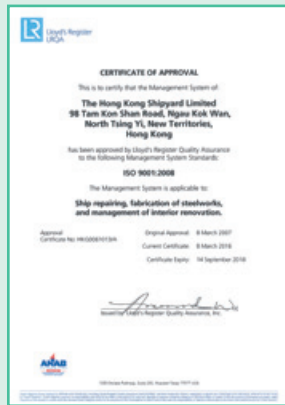 Lloyd's Register
LRQA
CERTIFICATE OF APPROVAL
This is to certify that the Management System of:
The Hong Kong Shipyard Limited
98 Tam Kon Shan Road, Ngau Kok Wan,
North Tsing Yi, New Territories,
Hong Kong
has been approved by Lloyd's Register Quality Assurance
to the following Management System Standards:
ISO 9001:2008
The Management System is applicable to:
Ship repairing, fabrication of steelworks,
and management of interior renovation.
Approval
Certificate No: Original Approval: 8 March 2007
Current Certificate: 8 March 2016
Certificate Expiry: 14 September 2018
Issued by: Lloyd's Register Quality Assurance, Inc.
ANAB